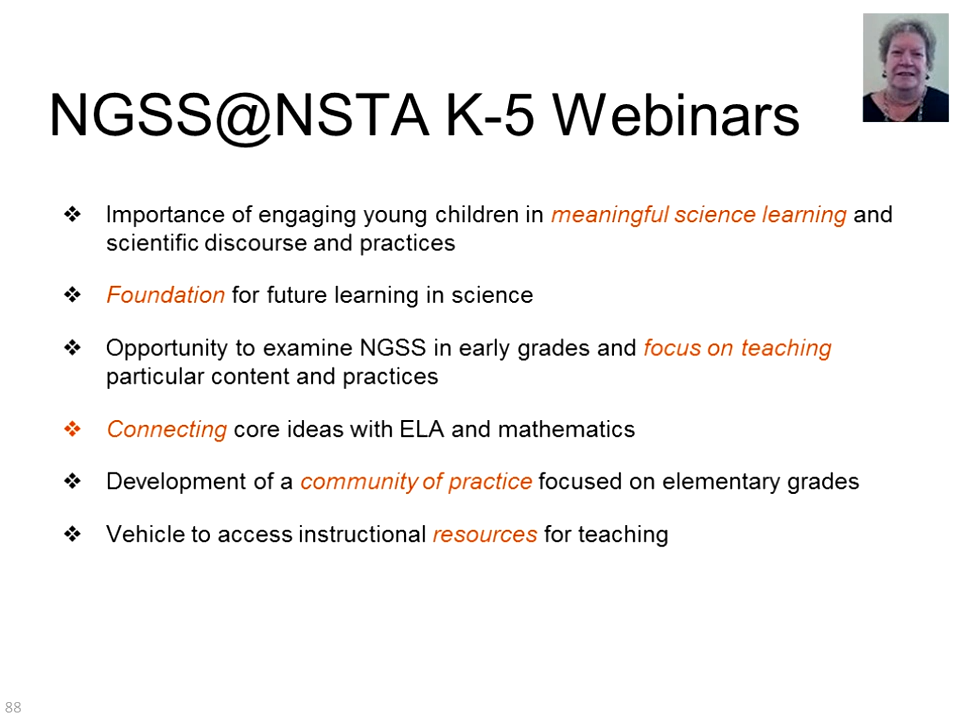 NGSS@NSTA K-5 Webinars
❖ Importance of engaging young children in meaningful science learning and
scientific discourse and practices
❖ Foundation for future learning in science
❖ Opportunity to examine NGSS in early grades and focus on teaching
particular content and practices
❖ Connecting core ideas with ELA and mathematics
❖ Development of a community of practice focused on elementary grades
❖ Vehicle to access instructional resources for teaching
88